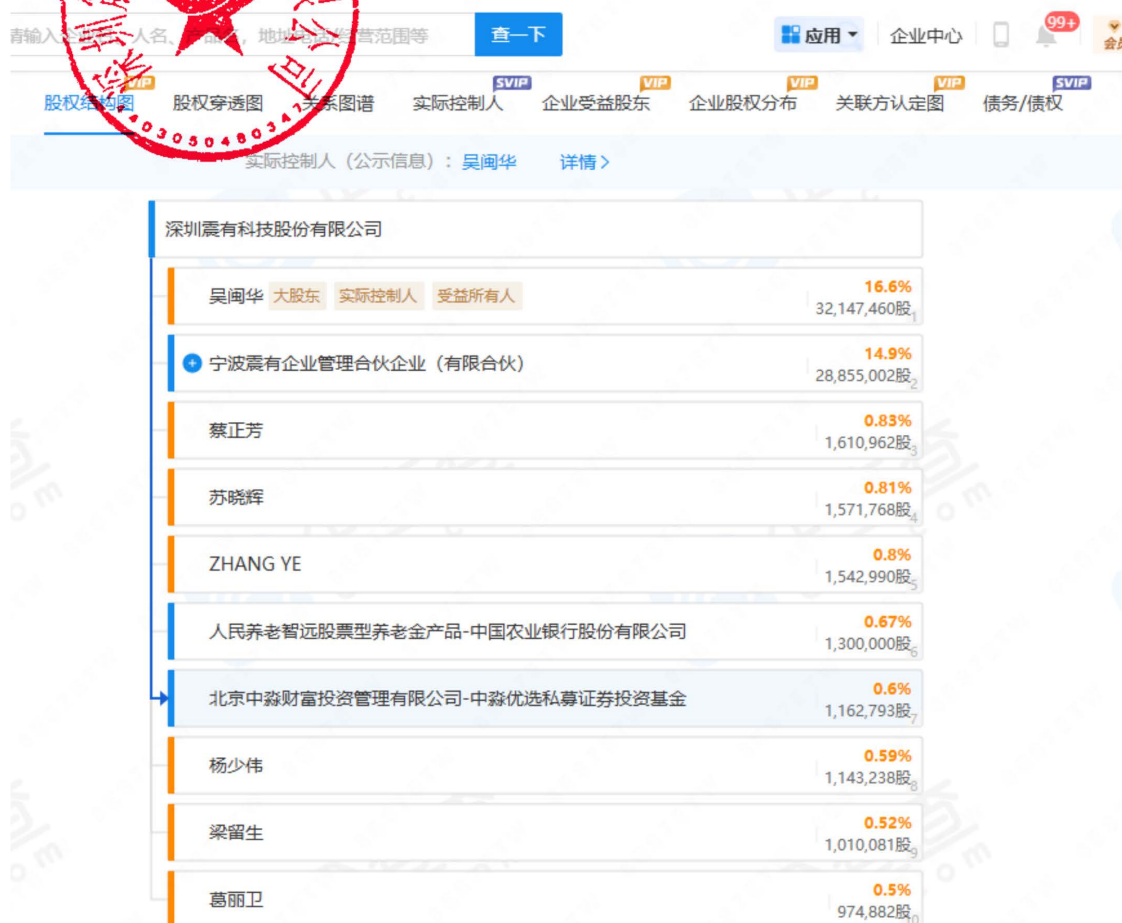 查一下
应用
企业中心
99+
VIP
SVIP
VIP
VIP
VIP
SVIP
股权结构图
股权穿透图
关系图谱
实际控制人
企业受益股东
企业股权分布
关联方认定图
债务/债权
实际控制人（公示信息）：吴闽华 详情>
深圳震有科技股份有限公司
吴闽华 大股东 实际控制人 受益所有人
16.6%
32,147,460股 1
宁波震有企业管理合伙企业（有限合伙）
14.9%
28,855,002股 2
蔡正芳
0.83%
1,610,962股 3
苏晓辉
0.81%
1,571,768股 4
ZHANG YE
0.8%
1,542,990股 5
人民养老智远股票型养老金产品-中国农业银行股份有限公司
0.67%
1,300,000股 6
北京中淼财富投资管理有限公司-中淼优选私募证券投资基金
0.6%
1,162,793股 7
杨少伟
0.59%
1,143,238股 8
梁留生
0.52%
1,010,081股 9
葛丽卫
0.5%
974,882股 10